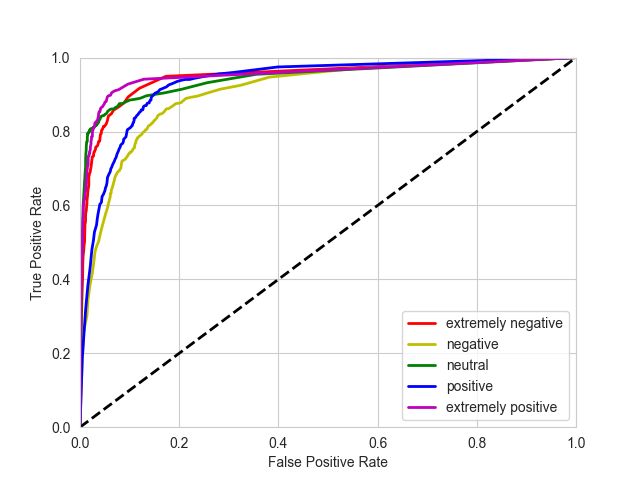 1.0
0.8
0.6
0.4
0.2
0.0
True Positive Rate
extremely negative
negative
neutral
positive
extremely positive
0.0 0.2 0.4 0.6 0.8 1.0
False Positive Rate